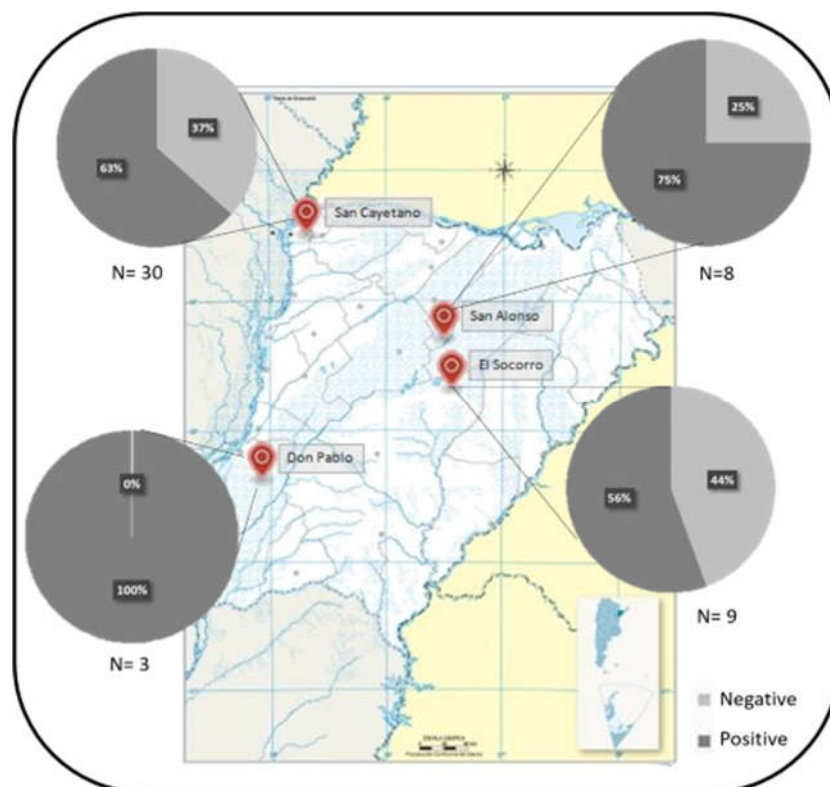 37%
63%
N= 30
25%
75%
N=8
San Cayetano
San Alonso
El Socorro
Don Pablo
0%
100%
N= 3
44%
56%
N= 9
Negative
Positive